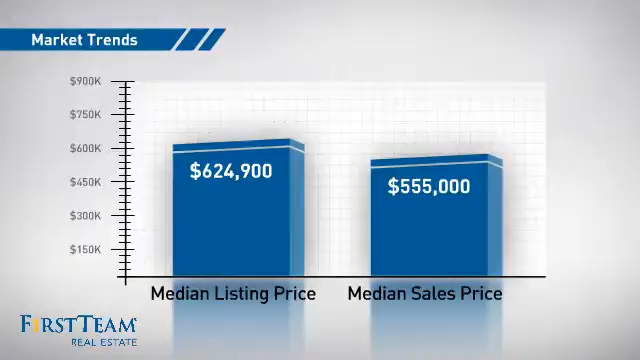 Market Trends
$900K
$750K
$600K
$450K
$300K
$150K
$624,900
$555,000
Median Listing Price
Median Sales Price
FIRSTTEAM®
REAL ESTATE